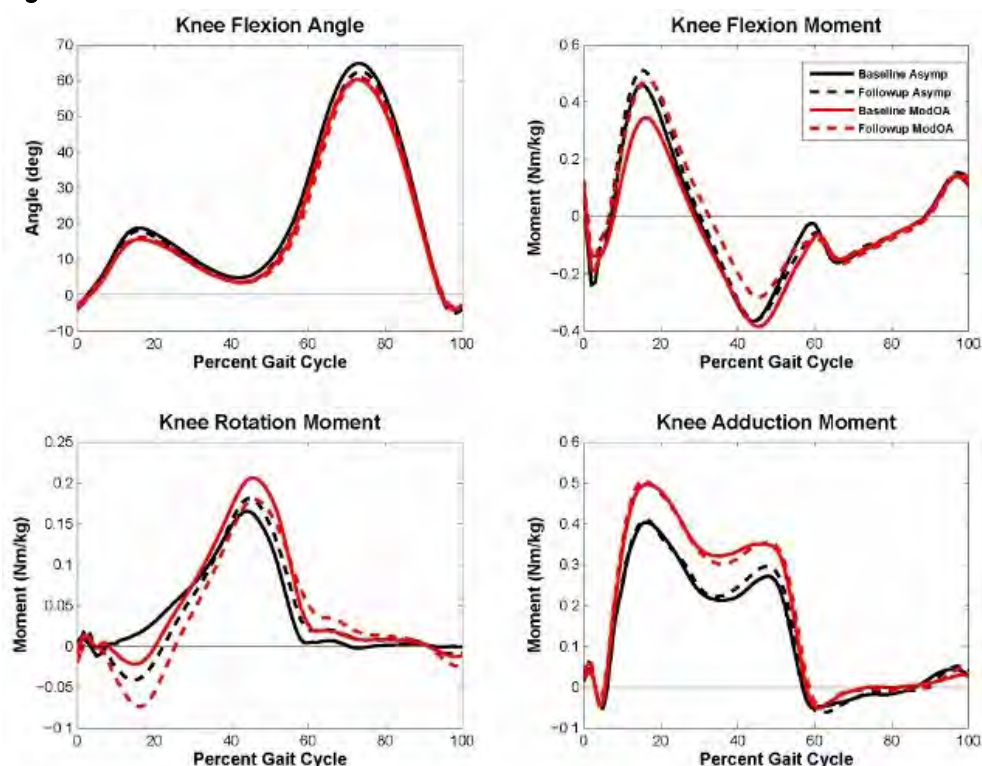 Knee Flexion Angle
Angle (deg)
70
60
50
40
30
20
10
0
−10
0 20 40 60 80 100
Percent Gait Cycle
Knee Flexion Moment
Moment (Nm/kg)
0.6
0.4
0.2
0
−0.2
−0.4
0 20 40 60 80 100
Percent Gait Cycle
Baseline Asymp
Followup Asymp
Baseline ModOA
Followup ModOA
Knee Rotation Moment
Moment (Nm/kg)
0.25
0.2
0.15
0.1
0.05
0
−0.05
−0.1
0 20 40 60 80 100
Percent Gait Cycle
Knee Adduction Moment
Moment (Nm/kg)
0.6
0.5
0.4
0.3
0.2
0.1
0
−0.1
0 20 40 60 80 100
Percent Gait Cycle